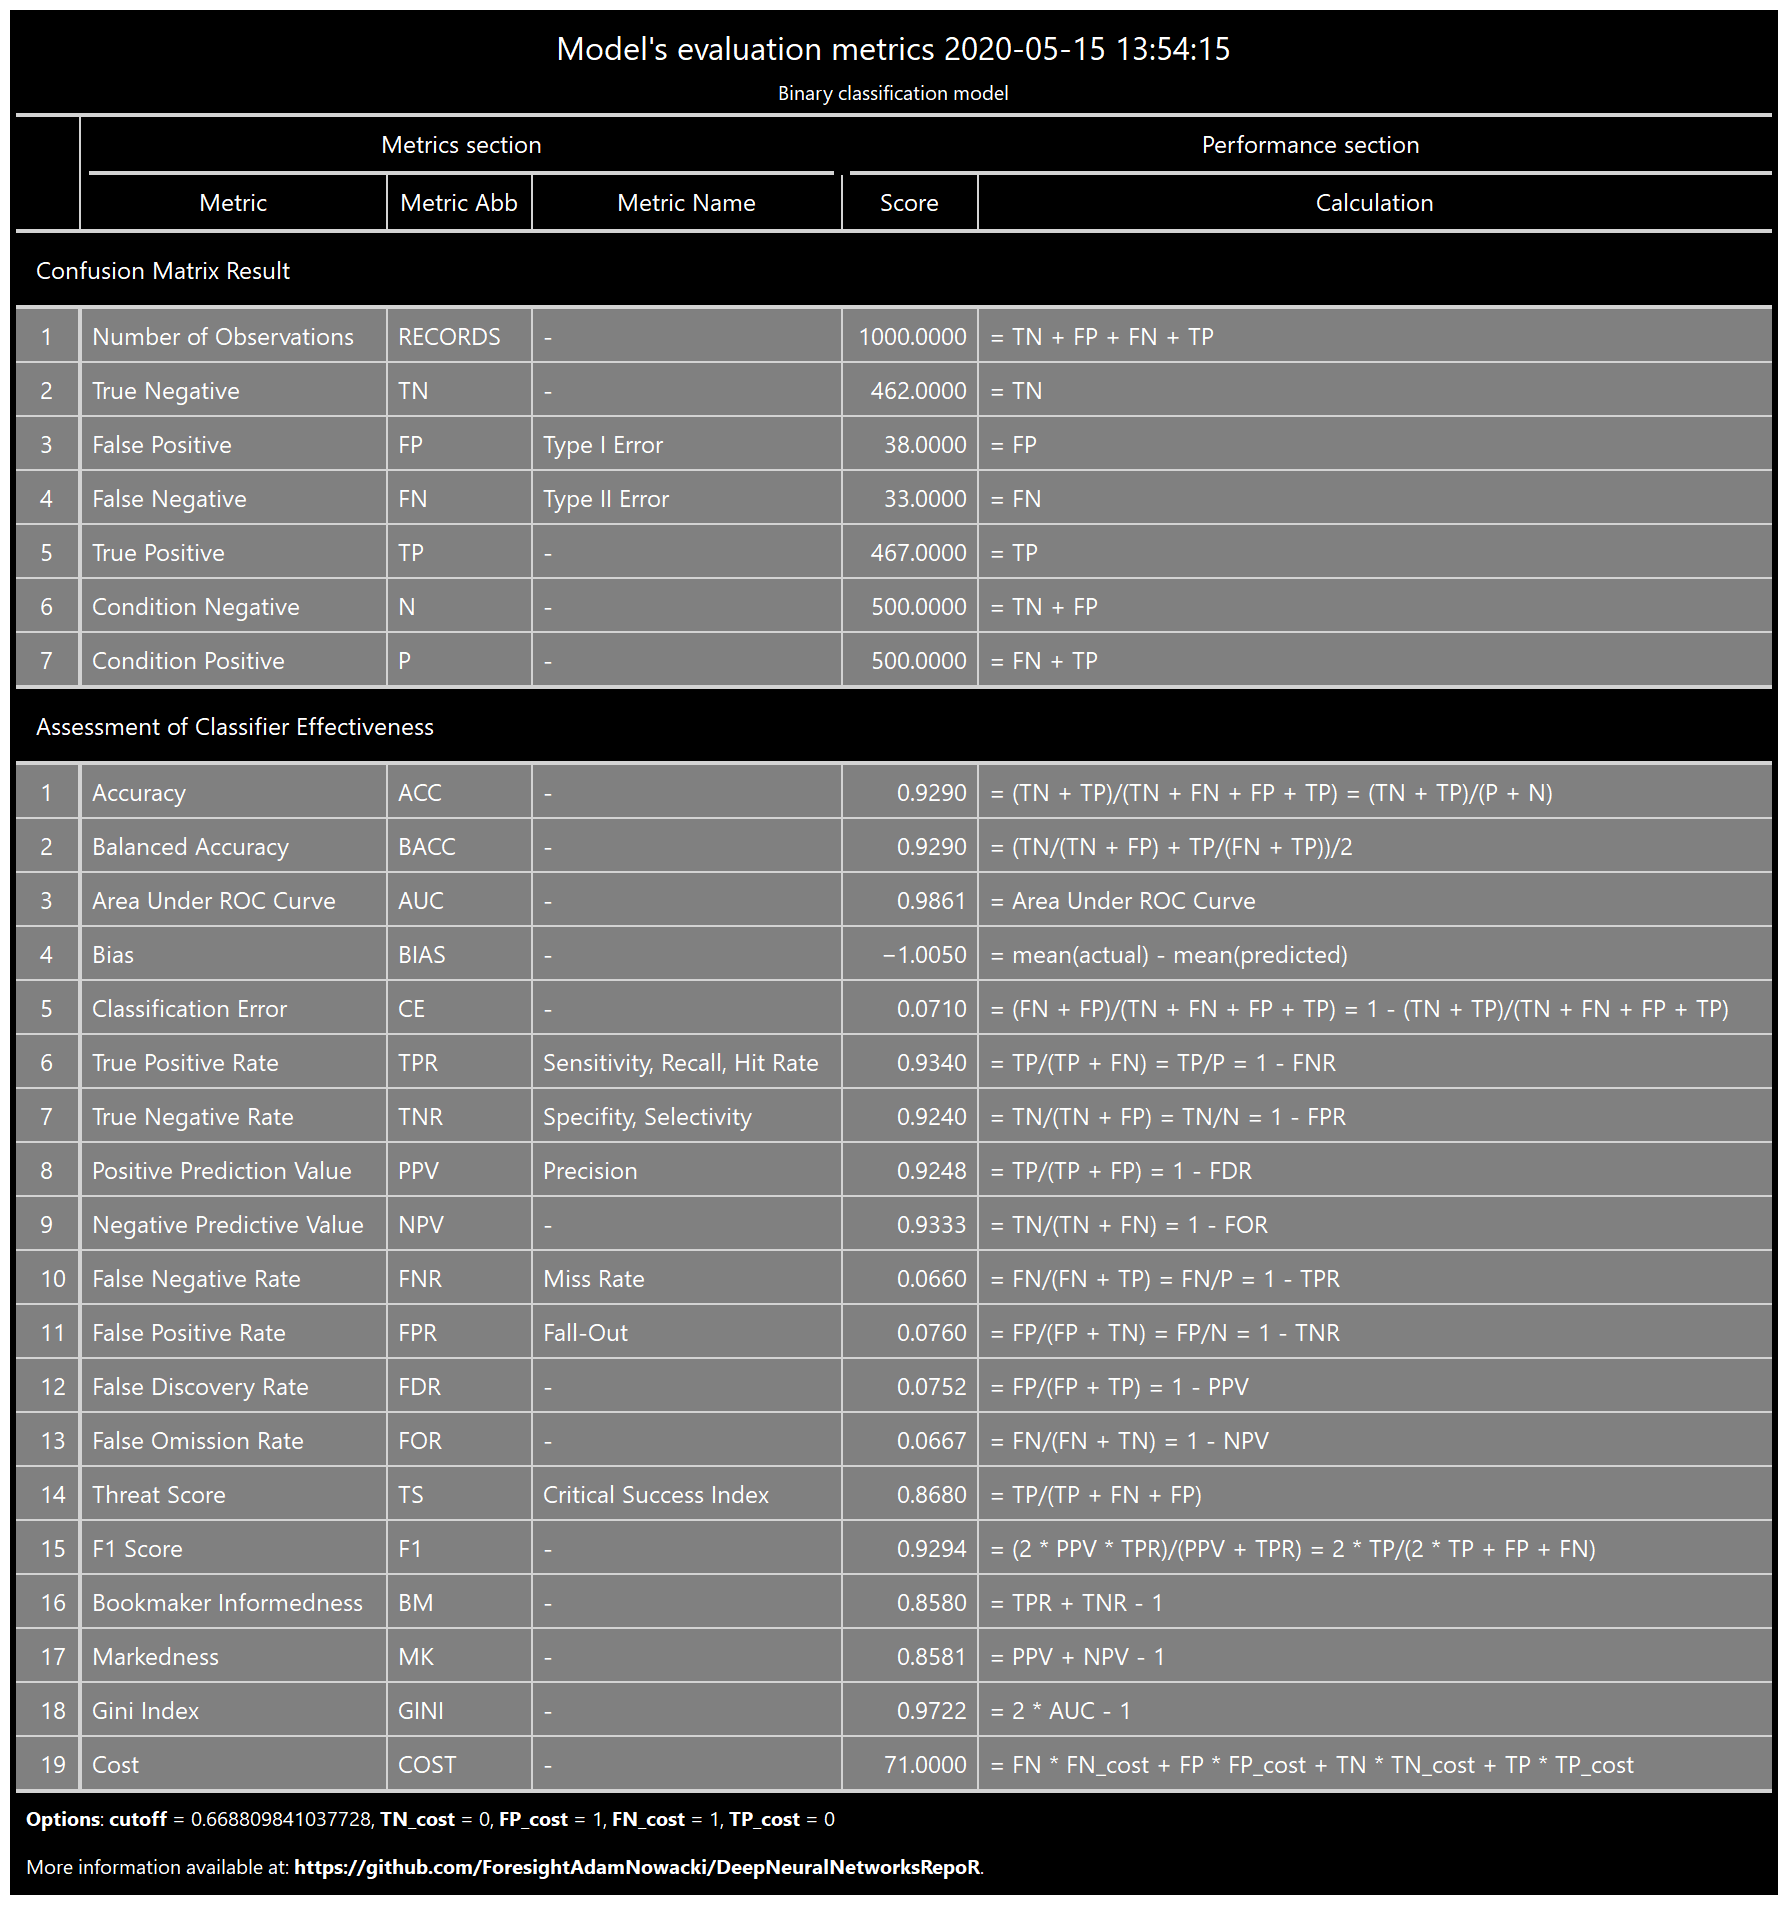 Model's evaluation metrics 2020-05-15 13:54:15
Binary classification model
Metrics section Performance section
Metric Metric Abb Metric Name Score Calculation
Confusion Matrix Result
1 Number of Observations RECORDS - 1000.0000 = TN + FP + FN + TP
2 True Negative TN - 462.0000 = TN
3 False Positive FP Type I Error 38.0000 = FP
4 False Negative FN Type II Error 33.0000 = FN
5 True Positive TP - 467.0000 = TP
6 Condition Negative N - 500.0000 = TN + FP
7 Condition Positive P - 500.0000 = FN + TP
Assessment of Classifier Effectiveness
1 Accuracy ACC - 0.9290 = (TN + TP)/(TN + FN + FP + TP) = (TN + TP)/(P + N)
2 Balanced Accuracy BACC - 0.9290 = (TN/(TN + FP) + TP/(FN + TP))/2
3 Area Under ROC Curve AUC - 0.9861 = Area Under ROC Curve
4 Bias BIAS - −1.0050 = mean(actual) - mean(predicted)
5 Classification Error CE - 0.0710 = (FN + FP)/(TN + FN + FP + TP) = 1 - (TN + TP)/(TN + FN + FP + TP)
6 True Positive Rate TPR Sensitivity, Recall, Hit Rate 0.9340 = TP/(TP + FN) = TP/P = 1 - FNR
7 True Negative Rate TNR Specifity, Selectivity 0.9240 = TN/(TN + FP) = TN/N = 1 - FPR
8 Positive Prediction Value PPV Precision 0.9248 = TP/(TP + FP) = 1 - FDR
9 Negative Predictive Value NPV - 0.9333 = TN/(TN + FN) = 1 - FOR
10 False Negative Rate FNR Miss Rate 0.0660 = FN/(FN + TP) = FN/P = 1 - TPR
11 False Positive Rate FPR Fall-Out 0.0760 = FP/(FP + TN) = FP/N = 1 - TNR
12 False Discovery Rate FDR - 0.0752 = FP/(FP + TP) = 1 - PPV
13 False Omission Rate FOR - 0.0667 = FN/(FN + TN) = 1 - NPV
14 Threat Score TS Critical Success Index 0.8680 = TP/(TP + FN + FP)
15 F1 Score F1 - 0.9294 = (2 * PPV * TPR)/(PPV + TPR) = 2 * TP/(2 * TP + FP + FN)
16 Bookmaker Informedness BM - 0.8580 = TPR + TNR - 1
17 Markedness MK - 0.8581 = PPV + NPV - 1
18 Gini Index GINI - 0.9722 = 2 * AUC - 1
19 Cost COST - 71.0000 = FN * FN_cost + FP * FP_cost + TN * TN_cost + TP * TP_cost
Options: cutoff = 0.668809841037728, TN_cost = 0, FP_cost = 1, FN_cost = 1, TP_cost = 0
More information available at: https://github.com/ForesightAdamNowacki/DeepNeuralNetworksRepoR.